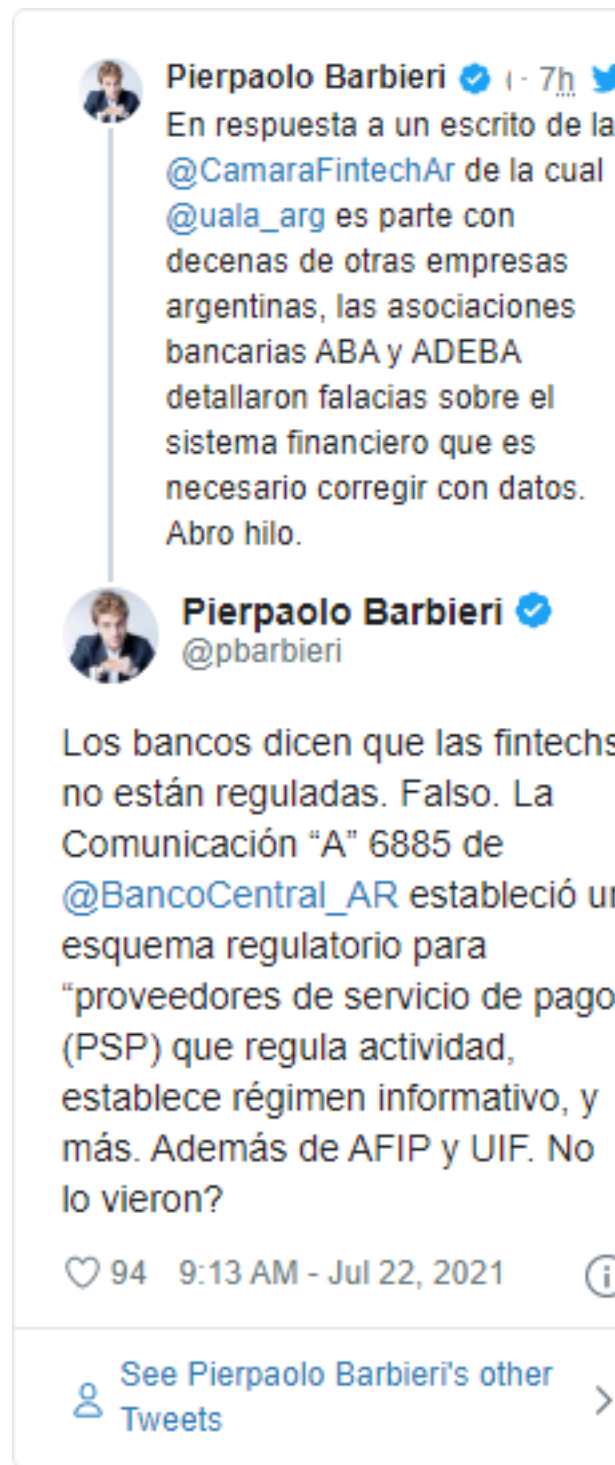 Pierpaolo Barbieri · 7h
En respuesta a un escrito de la
@CamaraFintechAr de la cual
@uala_arg es parte con
decenas de otras empresas
argentinas, las asociaciones
bancarias ABA y ADEBA
detallaron falacias sobre el
sistema financiero que es
necesario corregir con datos.
Abro hilo.
Pierpaolo Barbieri
@pbarbieri
Los bancos dicen que las fintechs
no están reguladas. Falso. La
Comunicación “A” 6885 de
@BancoCentral_AR estableció un
esquema regulatorio para
“proveedores de servicio de pago
(PSP) que regula actividad,
establece régimen informativo, y
más. Además de AFIP y UIF. No
lo vieron?
94 9:13 AM - Jul 22, 2021
See Pierpaolo Barbieri's other
Tweets